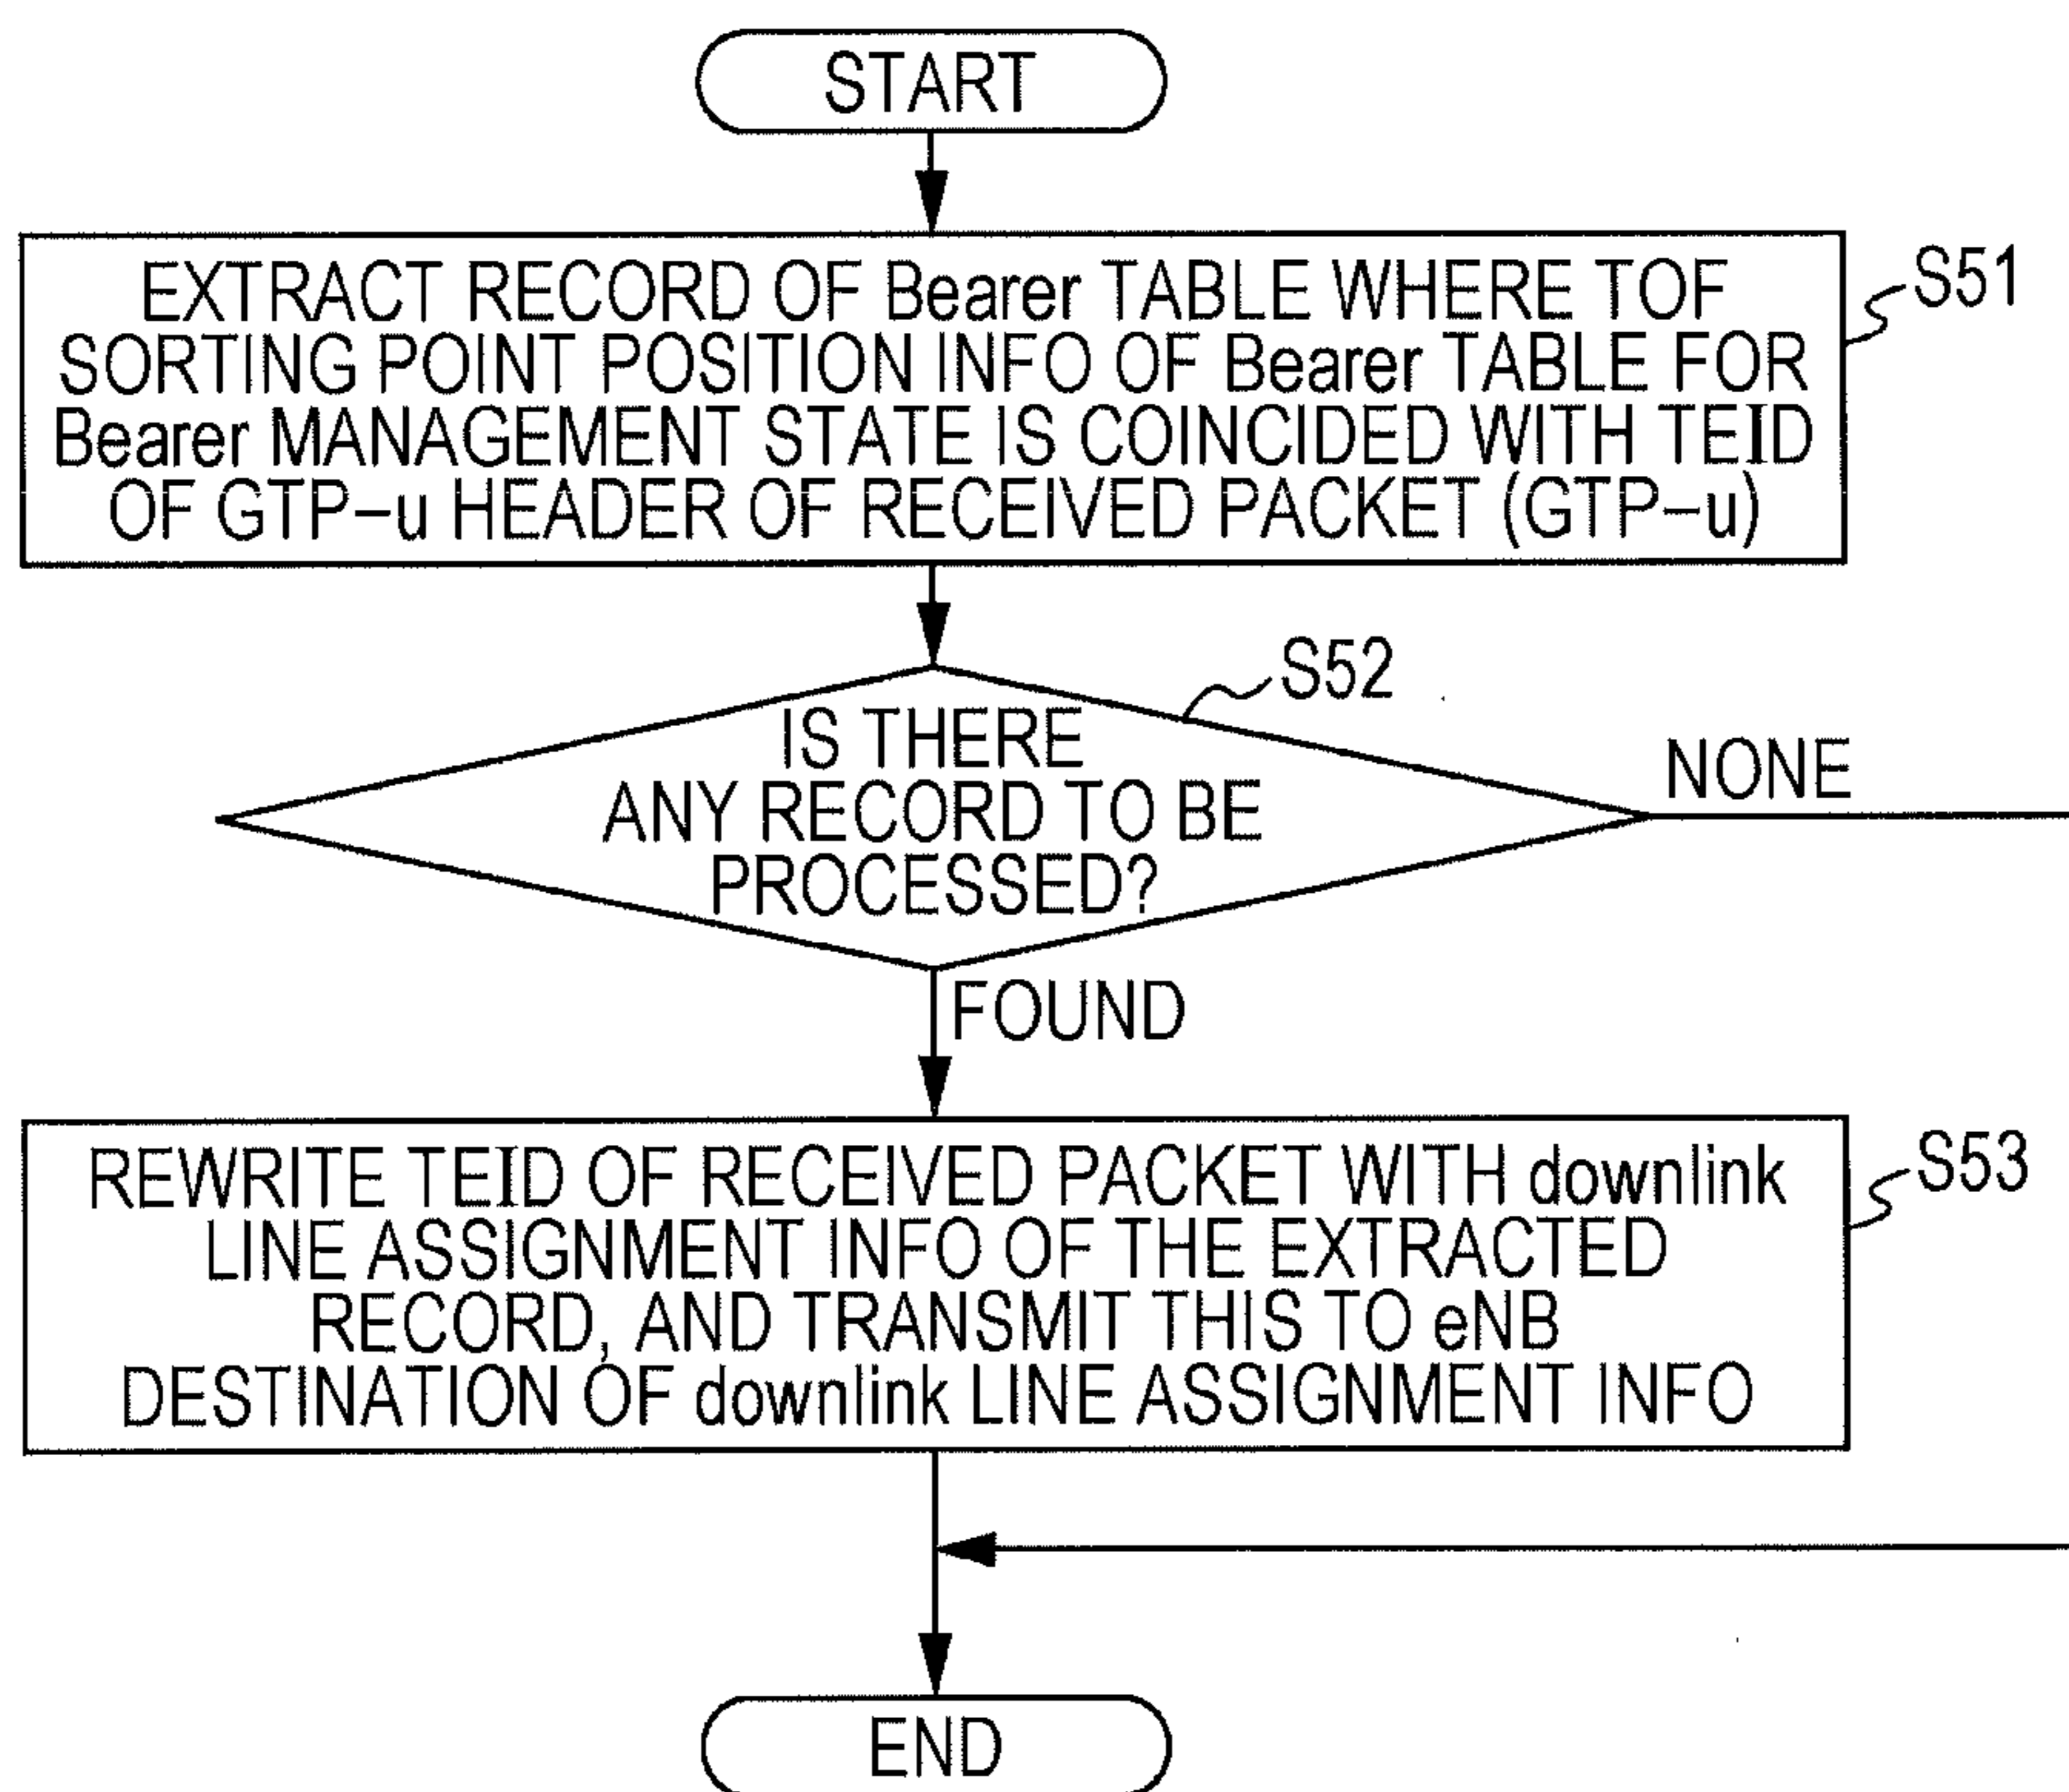 START
EXTRACT RECORD OF Bearer TABLE WHERE TOF
SORTING POINT POSITION INFO OF Bearer TABLE FOR
Bearer MANAGEMENT STATE IS COINCIDED WITH TEID
OF GTP-u HEADER OF RECEIVED PACKET (GTP-u)
S51
S52
IS THERE
ANY RECORD TO BE
PROCESSED?
NONE
FOUND
REWRITE TEID OF RECEIVED PACKET WITH downlink
LINE ASSIGNMENT INFO OF THE EXTRACTED
RECORD, AND TRANSMIT THIS TO eNB
DESTINATION OF downlink LINE ASSIGNMENT INFO
S53
END